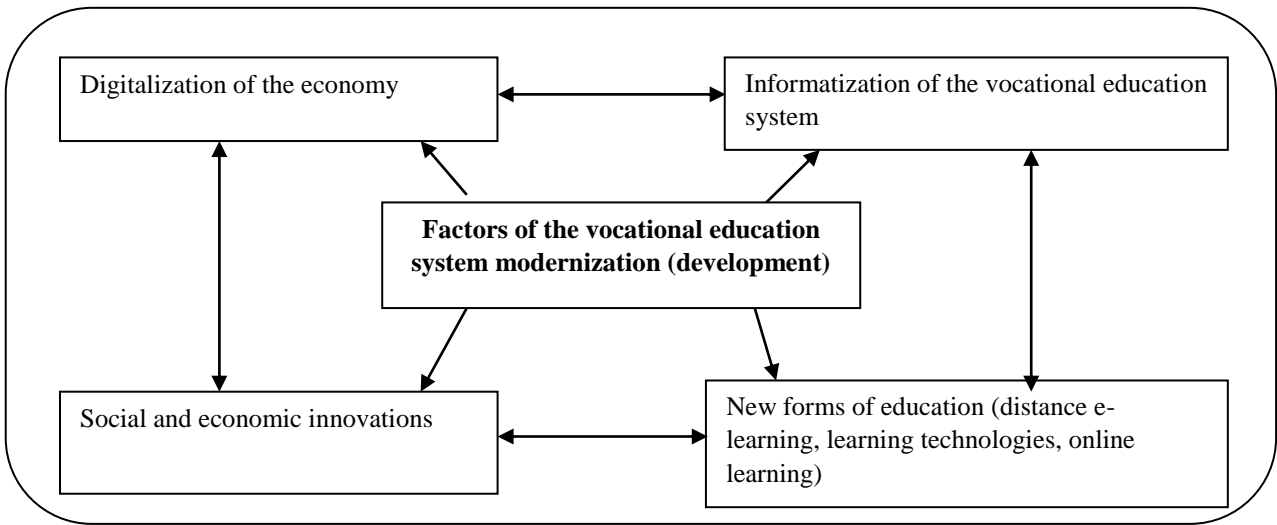 Digitalization of the economy
Informatization of the vocational education
system
Factors of the vocational education
system modernization (development)
Social and economic innovations
New forms of education (distance e-
learning, learning technologies, online
learning)